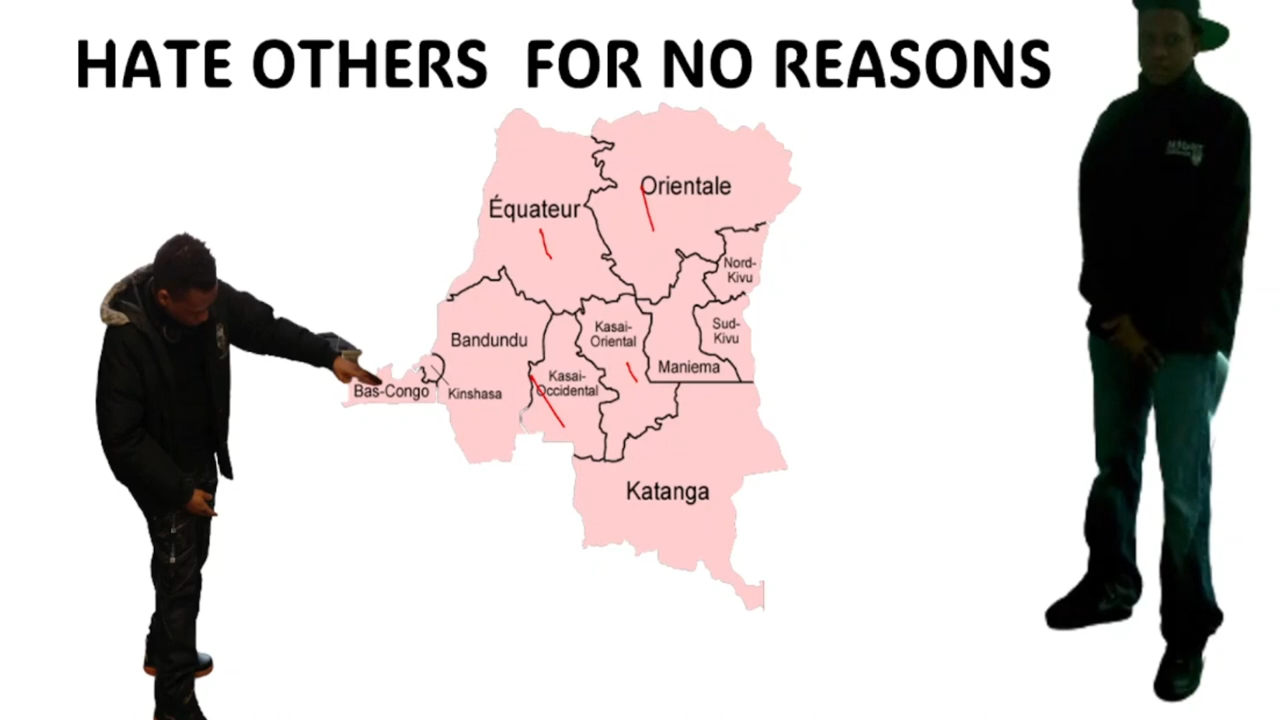 HATE OTHERS FOR NO REASONS
Orientale
Équateur
Nord-
Kivu
Kasai-
Oriental
Sud-
Kivu
Bandundu
Maniema
Kasai-
Occidental
Bas-Congo
Kinshasa
Katanga